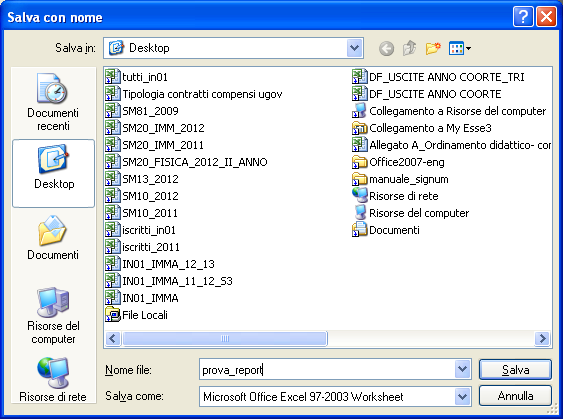 Salva con nome
Salva in:
Desktop
Documenti
recenti
Desktop
Documenti
Risorse del
computer
Risorse di rete
tutti_in01
Tipologia contratti compensi ugov
SM81_2009
SM20_IMM_2012
SM20_IMM_2011
SM20_FISICA_2012_II_ANNO
SM13_2012
SM10_2012
SM10_2011
iscritti_in01
iscritti_2011
IN01_IMMA_12_13
IN01_IMMA_11_12_S3
IN01_IMMA
File Locali
DF_USCITE ANNO COORTE_TRI
DF_USCITE ANNO COORTE
Collegamento a Risorse del computer
Collegamento a My Esse3
Allegato A_Ordinamento didattico- con
Office2007-eng
manuale_signum
Risorse di rete
Risorse del computer
Documenti
Nome file:
prova_report
Salva
Salva come:
Microsoft Office Excel 97-2003 Worksheet
Annulla